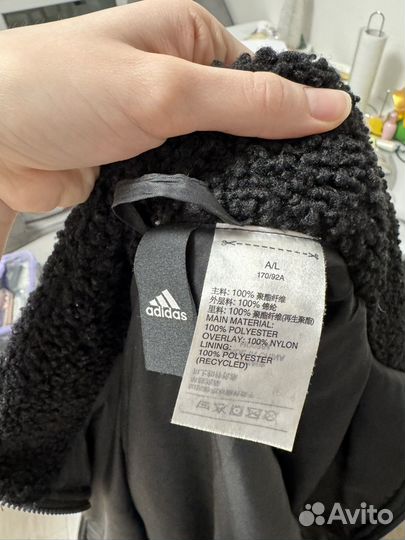 A/L
170/92A
主料: 100% 聚酯纤维
外层料: 100% 锦纶
里料: 100% 聚酯纤维(再生聚酯)
MAIN MATERIAL:
100% POLYESTER
OVERLAY: 100% NYLON
LINING:
100% POLYESTER
(RECYCLED)
adidas
Avito